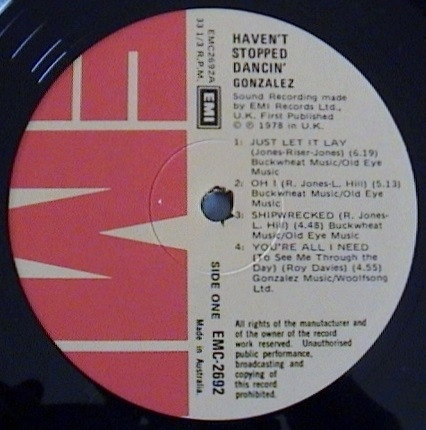 HAVEN'T
STOPPED
DANCIN'
GONZALEZ
Sound Recording made
by EMI Records Ltd.,
U.K. First Published
© ℗ 1978 in U.K.
1: JUST LET IT LAY
(Jones-Riser-Jones) (6.19)
Buckwheat Music/Old Eye
Music
2: OH I (R. Jones-L. Hill) (5.13)
Buckwheat Music/Old Eye
Music
3: SHIPWRECKED (R. Jones-
L. Hill) (4.48) Buckwheat
Music/Old Eye Music
4: YOU'RE ALL I NEED
(To See Me Through the
Day) (Roy Davies) (4.55)
Gonzalez Music/Woolfsong
Ltd.
All rights of the manufacturer and
of the owner of the record
work reserved. Unauthorised
public performance,
broadcasting and
copying of
this record
prohibited.
EMC2692A
33 1/3 R.P.M.
EMI
SIDE ONE EMC-2692
Made in Australia.
EMI